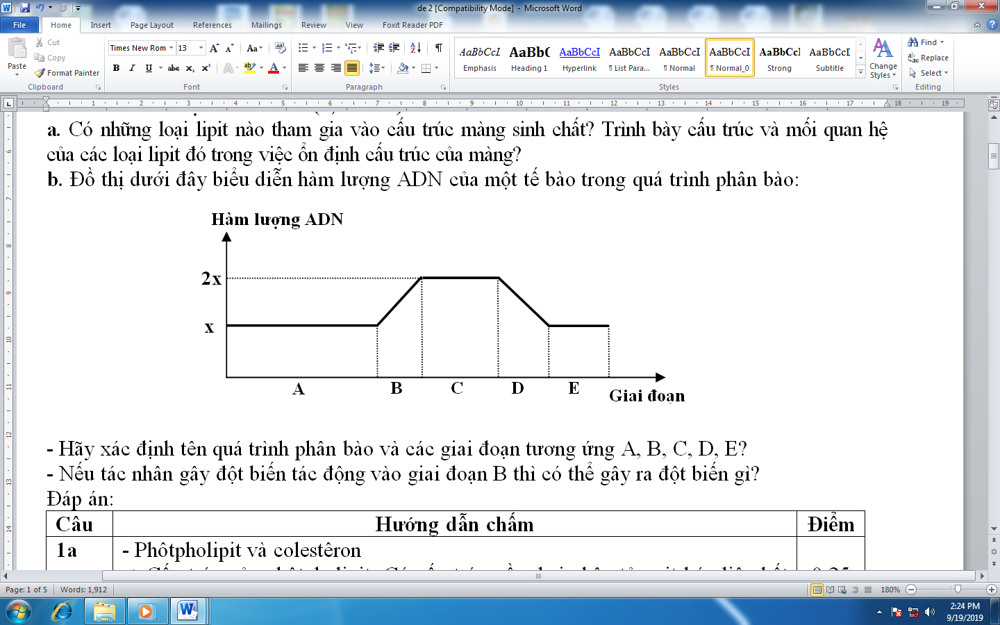 de 2 [Compatibility Mode] - Microsoft Word
File Home Insert Page Layout References Mailings Review View Foxit Reader PDF
Paste
Cut
Copy
Format Painter
Clipboard
Times New Rom 13
Font
Paragraph
AaBbCcI AaBbC AaBbCcI AaBbCcI AaBbCcI AaBbCcI AaBbCcI AaBbCcI
Emphasis Heading 1 Hyperlink ¶ List Para... ¶ Normal ¶ Normal_0 Strong Subtitle
Change Styles
Styles
Find
Replace
Select
Editing
a. Có những loại lipit nào tham gia vào cấu trúc màng sinh chất? Trình bày cấu trúc và mối quan hệ
của các loại lipit đó trong việc ổn định cấu trúc của màng?
b. Đồ thị dưới đây biểu diễn hàm lượng ADN của một tế bào trong quá trình phân bào:
Hàm lượng ADN
2x
x
A B C D E
Giai đoạn
- Hãy xác định tên quá trình phân bào và các giai đoạn tương ứng A, B, C, D, E?
- Nếu tác nhân gây đột biến tác động vào giai đoạn B thì có thể gây ra đột biến gì?
Đáp án:
Câu Hướng dẫn chấm Điểm
1a - Phôtpholipit và colestêron
Page: 1 of 5 Words: 1,912 180%
2:24 PM
9/19/2019